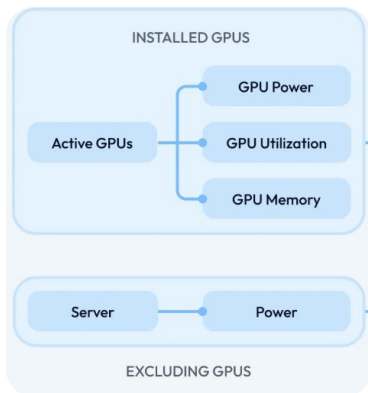 INSTALLED GPUS
GPU Power
Active GPUs
GPU Utilization
GPU Memory
Server
Power
EXCLUDING GPUS